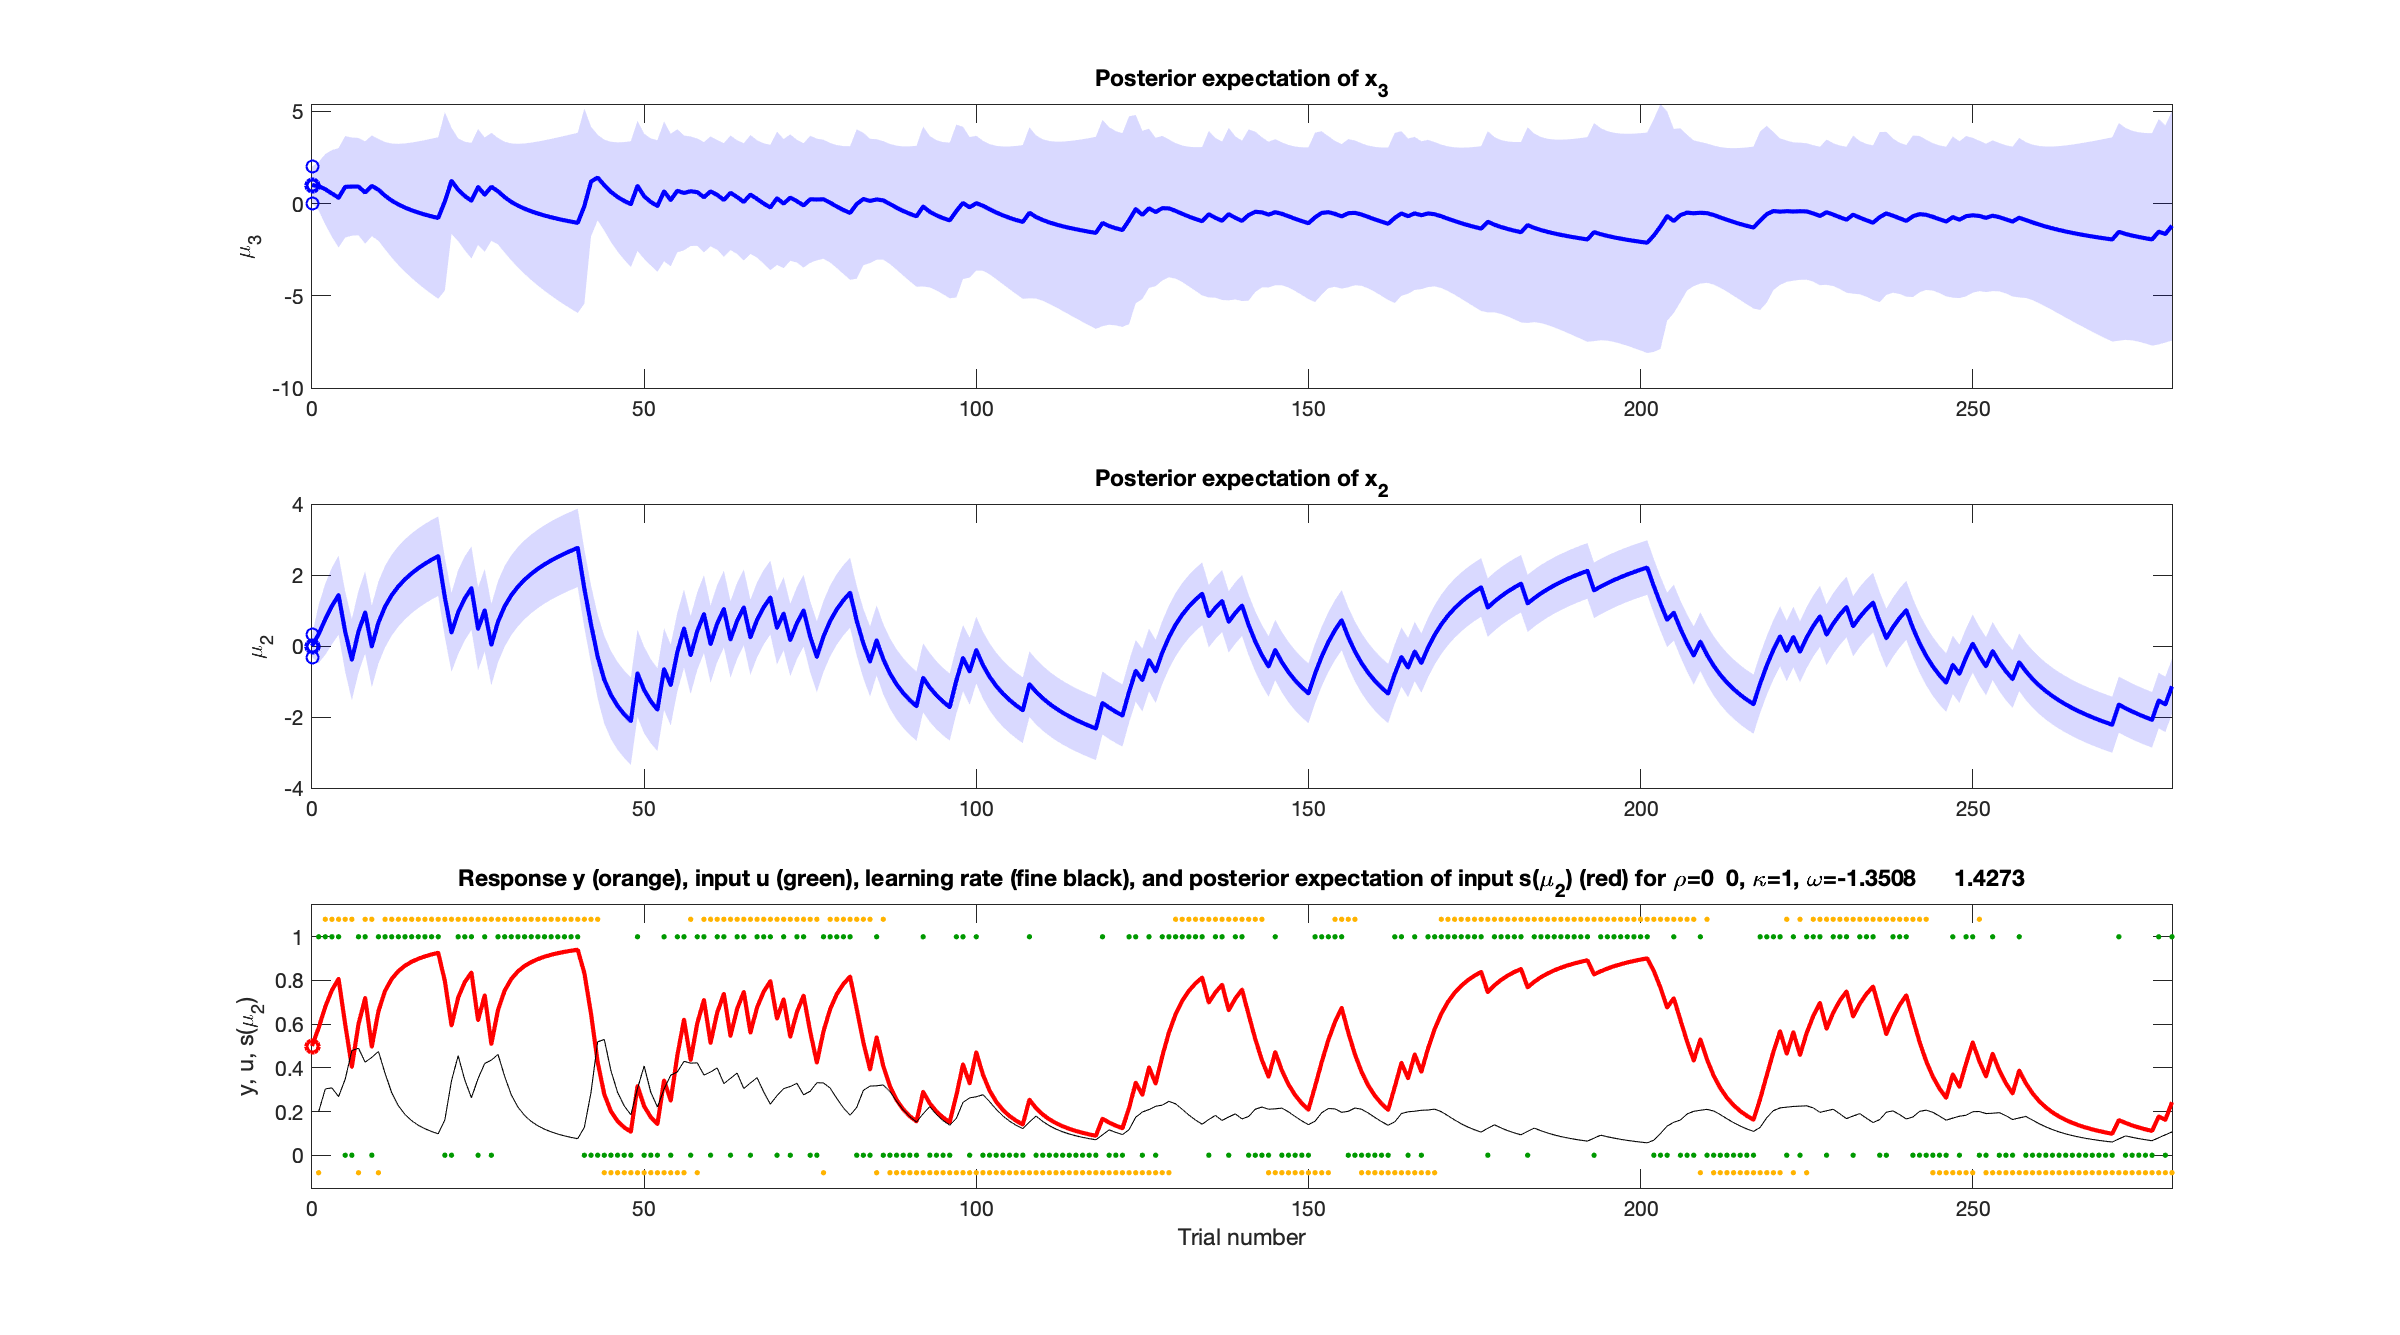 Posterior expectation of x3
5
0
-5
-10
μ3
0 50 100 150 200 250
Posterior expectation of x2
4
2
0
-2
-4
μ2
0 50 100 150 200 250
Response y (orange), input u (green), learning rate (fine black), and posterior expectation of input s(μ2) (red) for ρ=0 0, κ=1, ω=-1.3508 1.4273
1
0.8
0.6
0.4
0.2
0
y, u, s(μ2)
0 50 100 150 200 250
Trial number